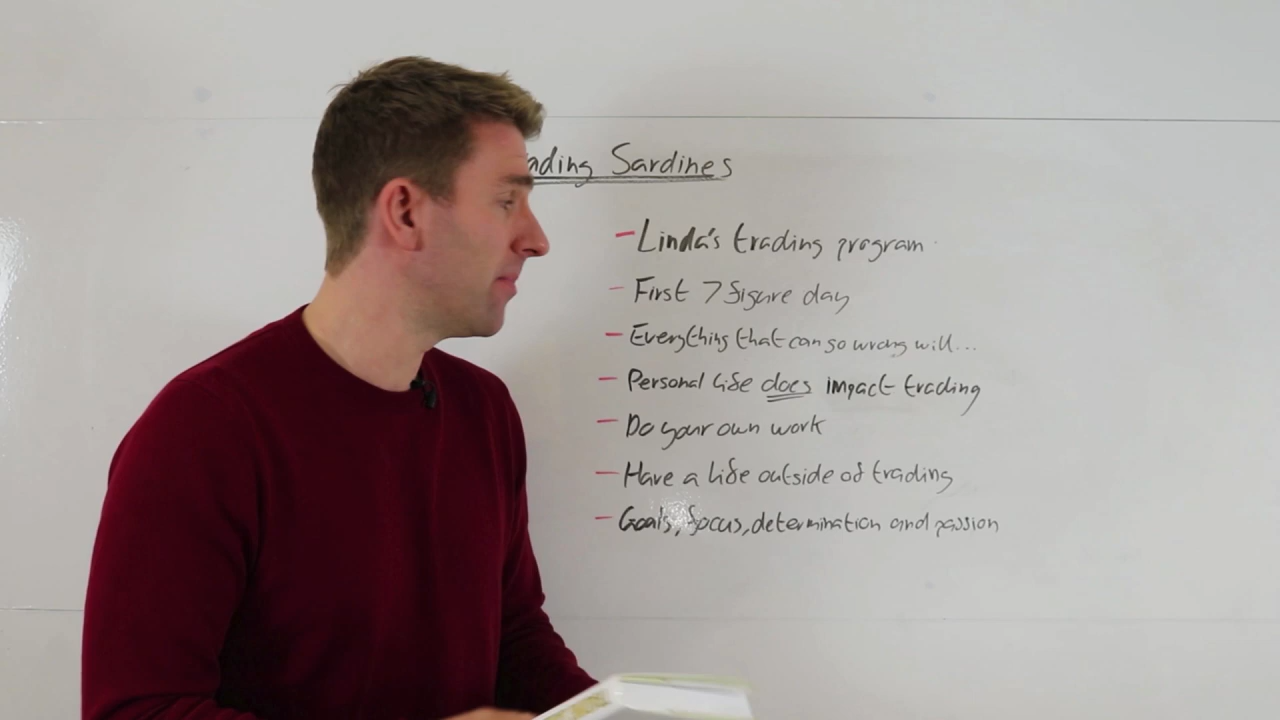 ading Sardines
- Linda's trading program
- First 7 figure day
- Everything that can go wrong will...
- Personal life does impact trading
- Do your own work
- Have a life outside of trading
- Goals, focus, determination and passion